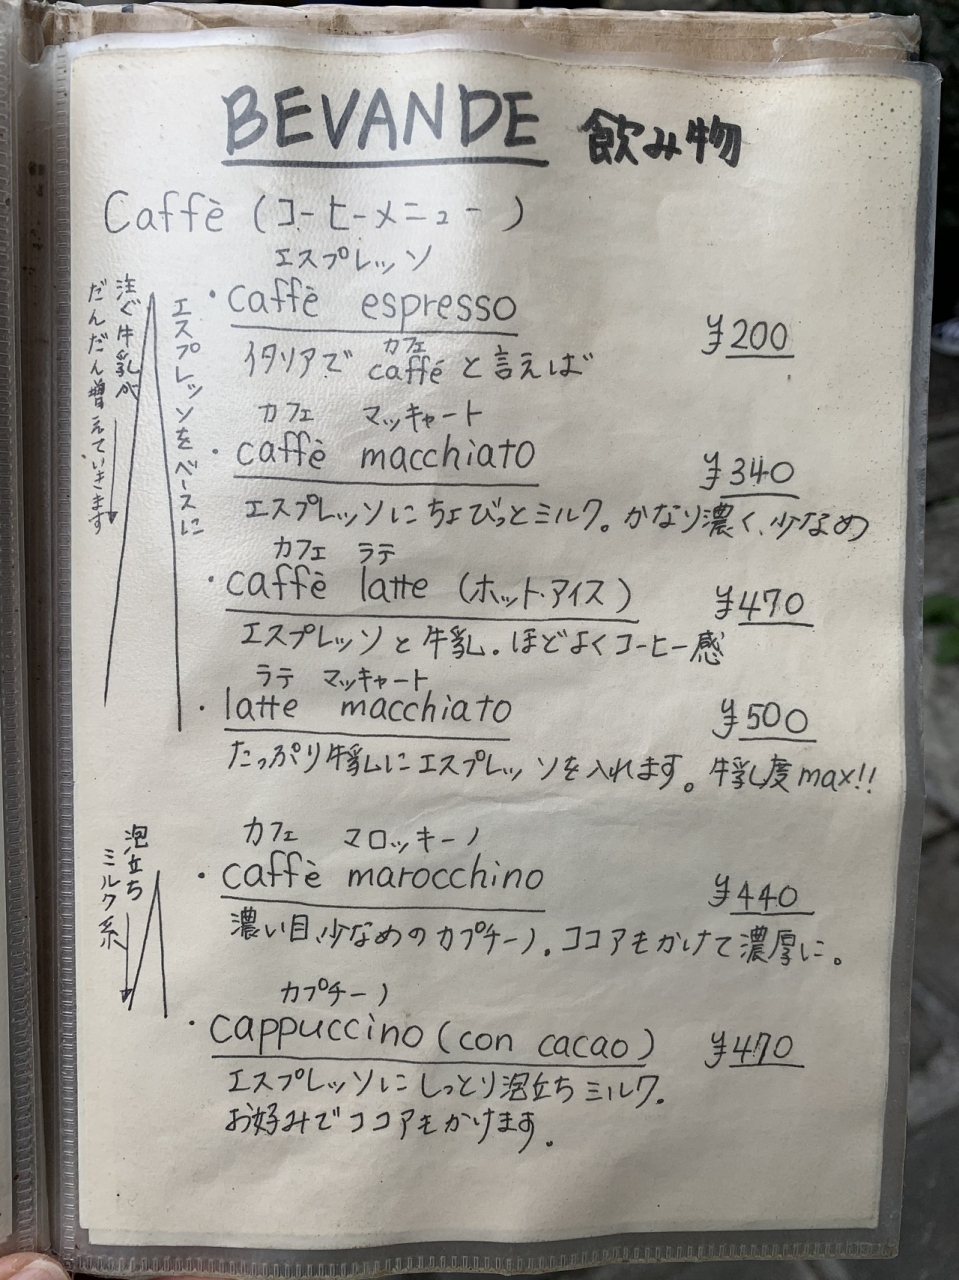 BEVANDE 飲み物
Caffè (コーヒーメニュー)
エスプレッソ
・caffè espresso ¥200
イタリアで caffé と言えば
カフェ
カフェ マッキャート
・caffè macchiato ¥340
エスプレッソにちょびっとミルク。かなり濃く、少なめ
カフェ ラテ
・caffè latte (ホット・アイス) ¥470
エスプレッソと牛乳。ほどよくコーヒー感
ラテ マッキャート
・latte macchiato ¥500
たっぷり牛乳にエスプレッソを入れます。牛乳度max!!
エスプレッソをベースに
注ぐ牛乳が
だんだん増えていきます
カフェ マロッキーノ
・caffè marocchino ¥440
濃い目、少なめのカプチーノ。ココアもかけて濃厚に。
カプチーノ
・cappuccino (con cacao) ¥470
エスプレッソにしっとり泡立ちミルク。
お好みでココアもかけます。
泡立ち
ミルク系